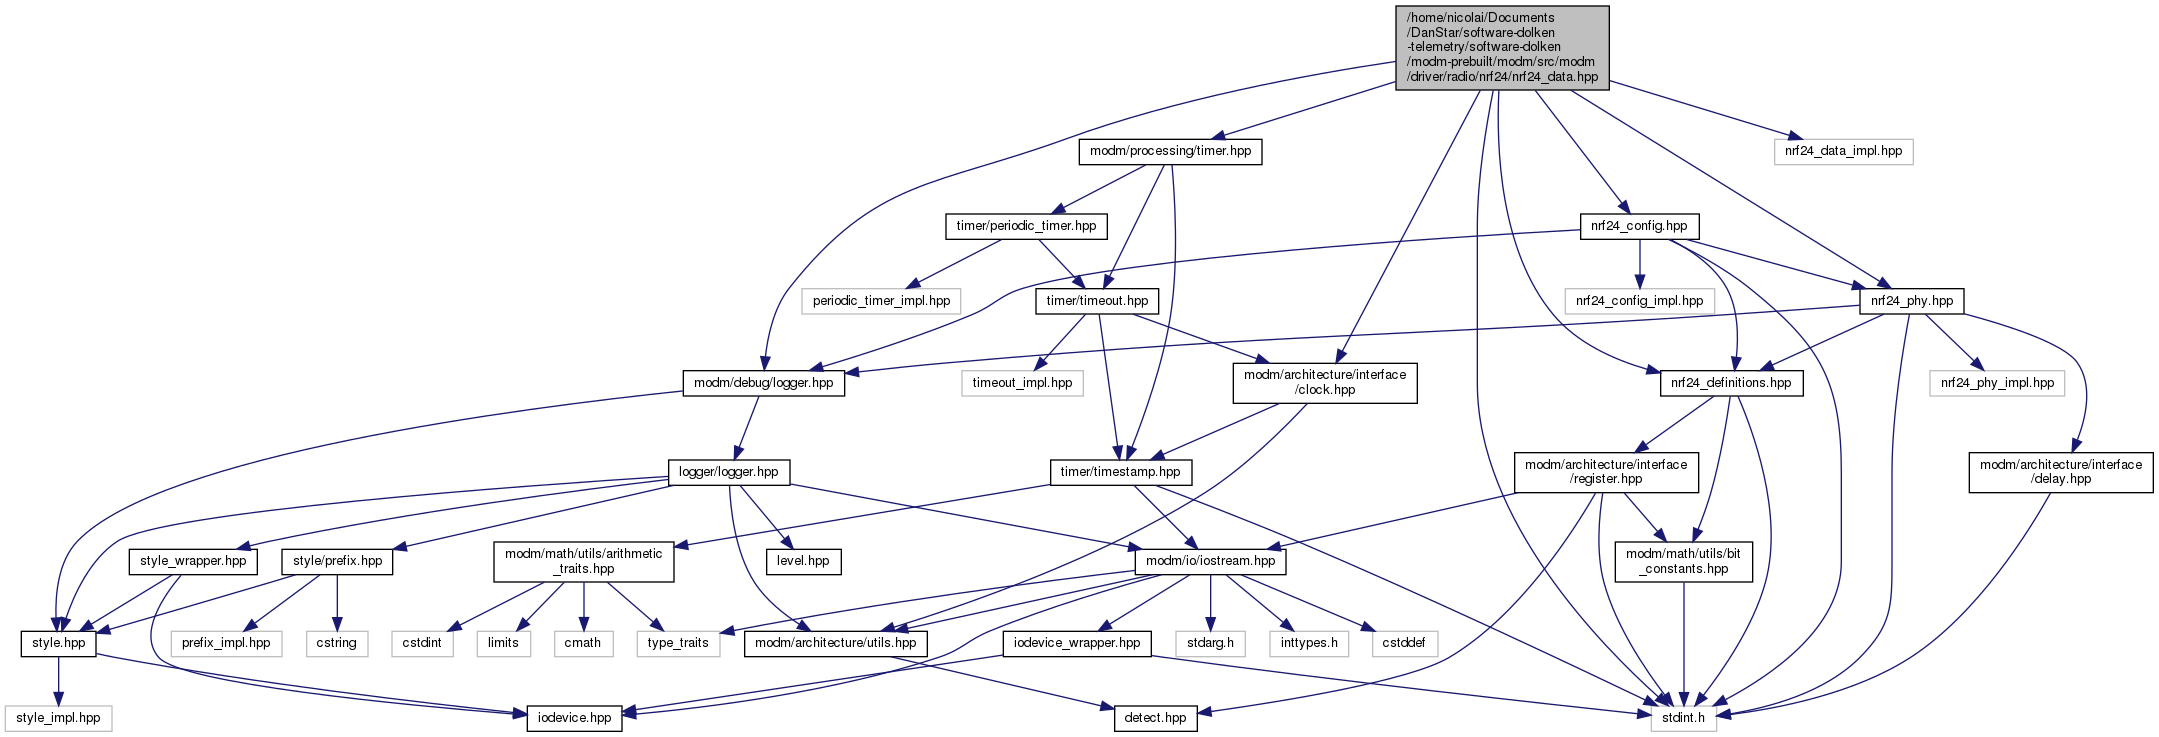 /home/nicolai/Documents
/DanStar/software-dolken
-telemetry/software-dolken
/modm-prebuilt/modm/src/modm
/driver/radio/nrf24/nrf24_data.hpp
modm/processing/timer.hpp
nrf24_data_impl.hpp
timer/periodic_timer.hpp
nrf24_config.hpp
periodic_timer_impl.hpp
timer/timeout.hpp
nrf24_config_impl.hpp
nrf24_phy.hpp
modm/debug/logger.hpp
timeout_impl.hpp
modm/architecture/interface
/clock.hpp
nrf24_definitions.hpp
nrf24_phy_impl.hpp
logger/logger.hpp
timer/timestamp.hpp
modm/architecture/interface
/register.hpp
modm/architecture/interface
/delay.hpp
style_wrapper.hpp
style/prefix.hpp
modm/math/utils/arithmetic
_traits.hpp
level.hpp
modm/io/iostream.hpp
modm/math/utils/bit
_constants.hpp
style.hpp
prefix_impl.hpp
cstring
cstdint
limits
cmath
type_traits
modm/architecture/utils.hpp
iodevice_wrapper.hpp
stdarg.h
inttypes.h
cstddef
style_impl.hpp
iodevice.hpp
detect.hpp
stdint.h